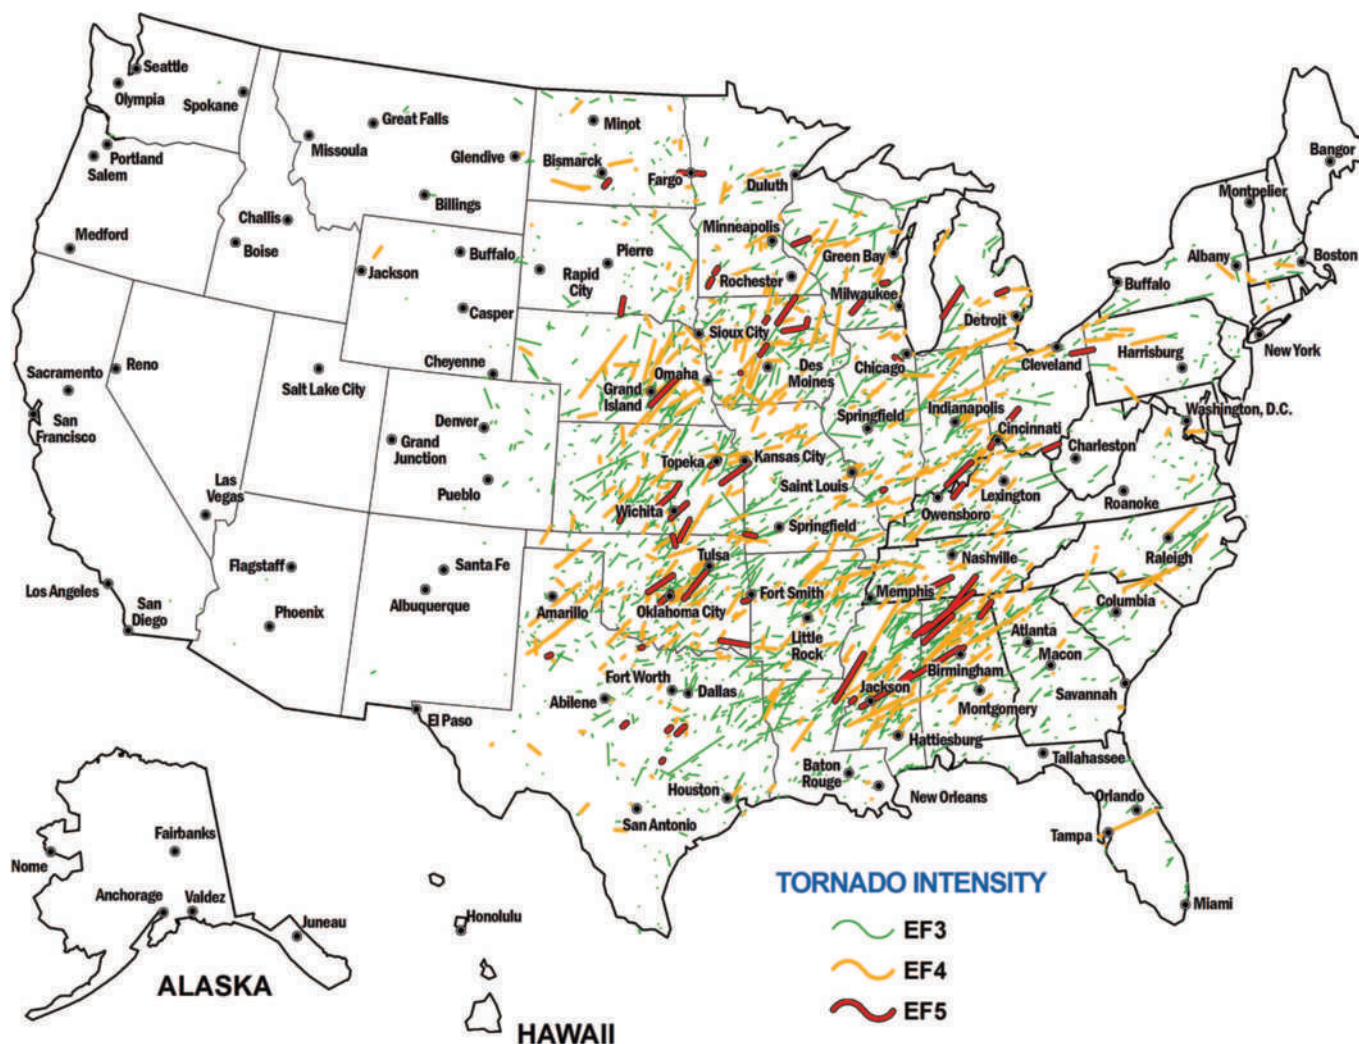 Seattle
Olympia
Spokane
Portland
Salem
Medford
Great Falls
Missoula
Glendive
Billings
Challis
Boise
Jackson
Buffalo
Casper
Cheyenne
Minot
Bismarck
Fargo
Duluth
Pierre
Rapid
City
Minneapolis
Rochester
Green Bay
Milwaukee
Sioux City
Detroit
Bangor
Montpelier
Albany
Boston
Buffalo
New York
Harrisburg
Cleveland
Washington, D.C.
Sacramento
San
Francisco
Reno
Salt Lake City
Las
Vegas
Los Angeles
San
Diego
Denver
Grand
Junction
Pueblo
Flagstaff
Phoenix
Santa Fe
Albuquerque
El Paso
Omaha
Grand
Island
Des
Moines
Chicago
Springfield
Indianapolis
Cincinnati
Charleston
Topeka
Kansas City
Saint Louis
Lexington
Roanoke
Wichita
Springfield
Owensboro
Tulsa
Nashville
Raleigh
Amarillo
Oklahoma City
Fort Smith
Memphis
Columbia
Little
Rock
Atlanta
Macon
Birmingham
Fort Worth
Dallas
Abilene
Jackson
Montgomery
Savannah
Hattiesburg
Tallahassee
Baton
Rouge
Houston
New Orleans
Orlando
San Antonio
Tampa
Miami
Fairbanks
Nome
Anchorage
Valdez
Juneau
ALASKA
Honolulu
HAWAII
TORNADO INTENSITY
EF3
EF4
EF5